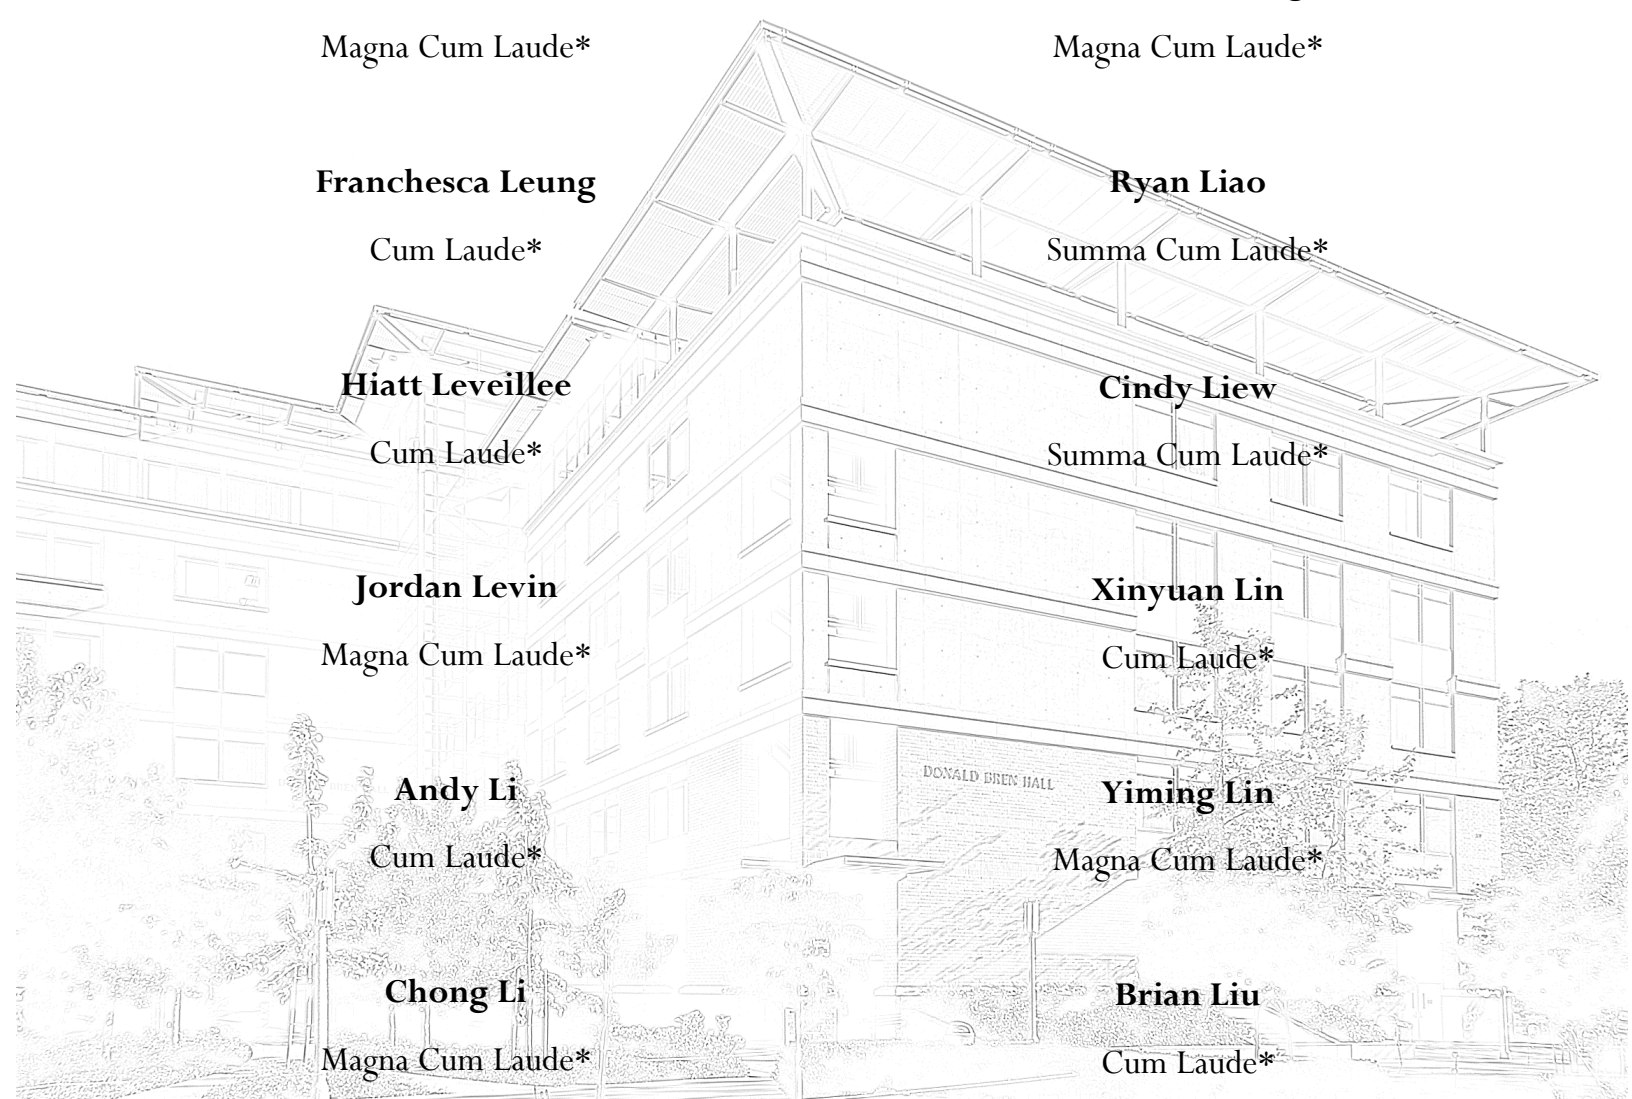 Magna Cum Laude*
Franchesca Leung
Cum Laude*
Hiatt Leveillee
Cum Laude*
Jordan Levin
Magna Cum Laude*
Andy Li
Cum Laude*
Chong Li
Magna Cum Laude*
Magna Cum Laude*
Ryan Liao
Summa Cum Laude*
Cindy Liew
Summa Cum Laude*
Xinyuan Lin
Cum Laude*
Yiming Lin
Magna Cum Laude*
Brian Liu
Cum Laude*
DONALD BREN HALL